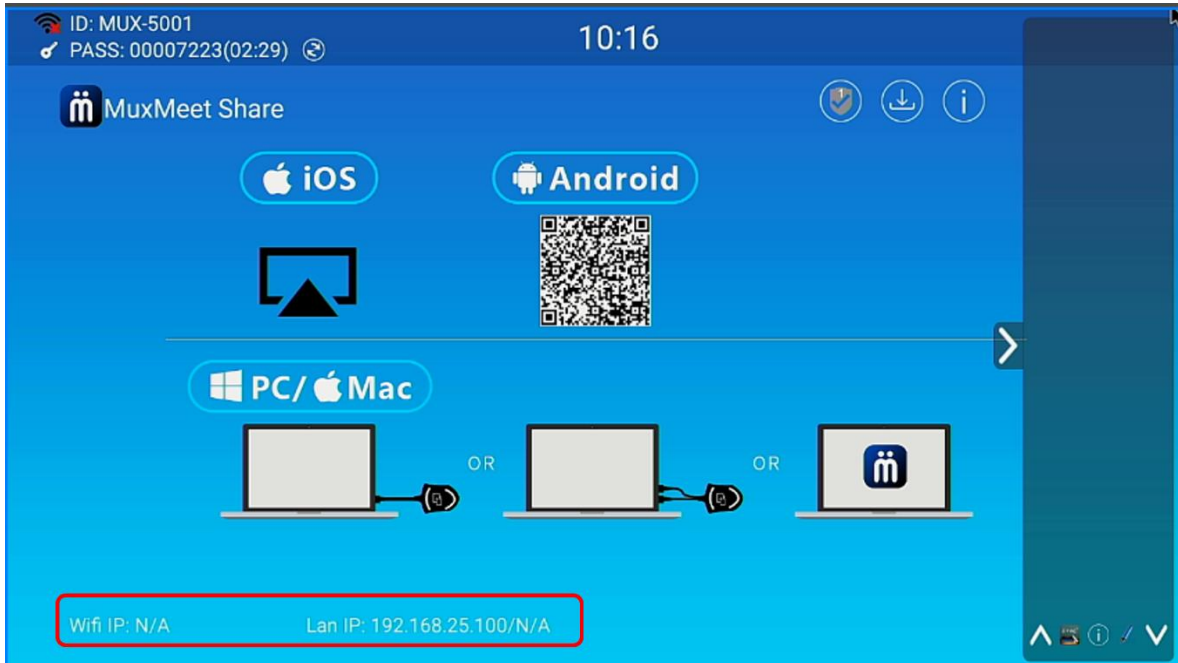 ID: MUX-5001
PASS: 00007223(02:29)
10:16
MuxMeet Share
1
iOS
Android
PC/ Mac
OR
OR
Wifi IP: N/A
Lan IP: 192.168.25.100/N/A